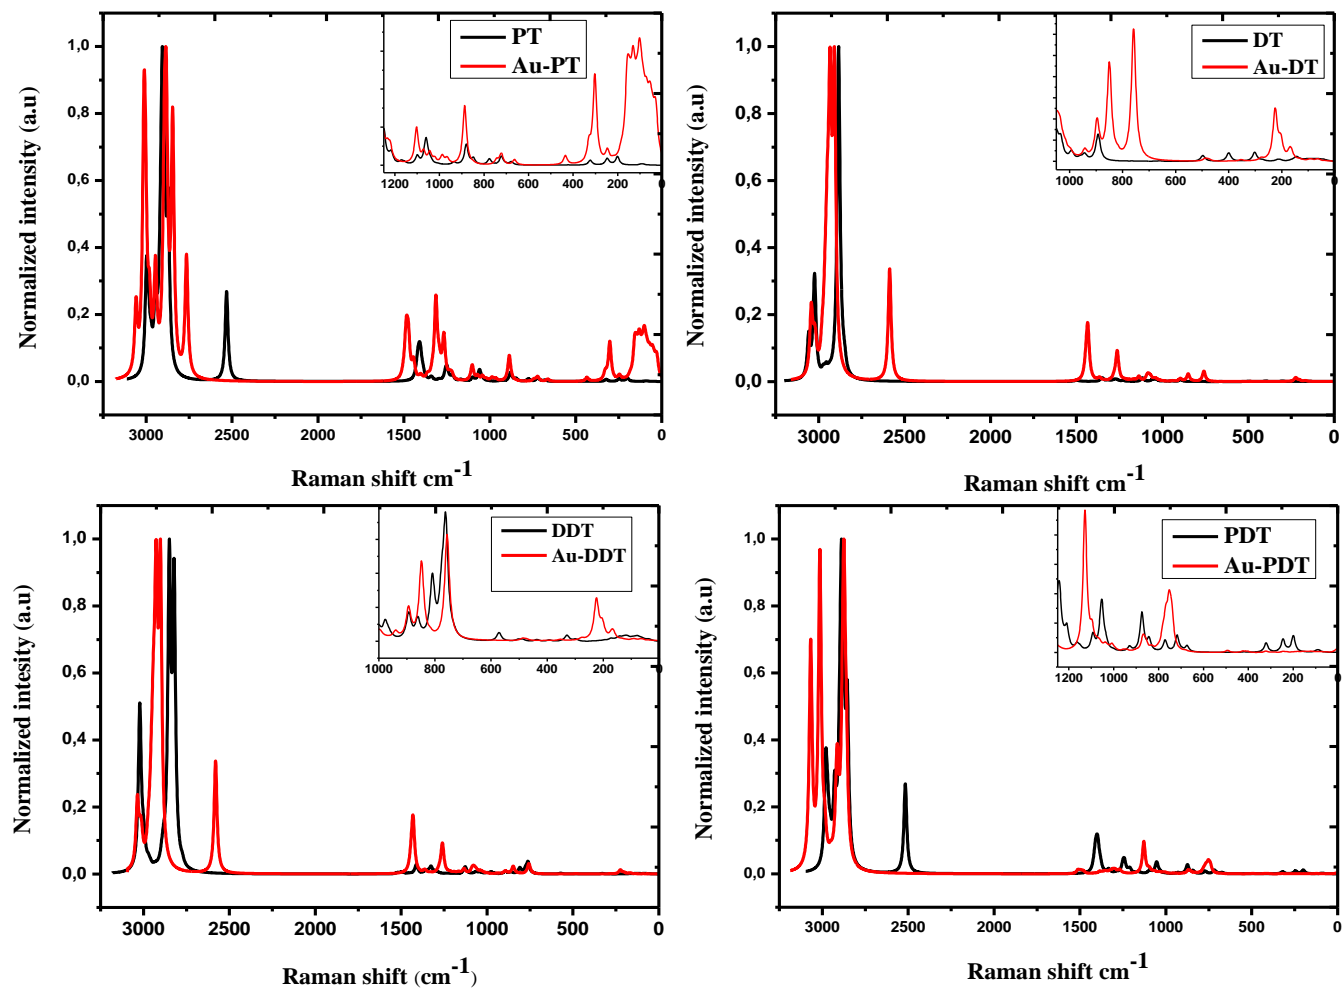 PT
Au-PT
1,0
0,8
0,6
0,4
0,2
0,0
1200 1000 800 600 400 200 0
3000 2500 2000 1500 1000 500 0
Normalized intensity (a.u)
Raman shift cm-1
DT
Au-DT
1,0
0,8
0,6
0,4
0,2
0,0
1000 800 600 400 200 0
3000 2500 2000 1500 1000 500 0
Normalized intensity (a.u)
Raman shift cm-1
DDT
Au-DDT
1,0
0,8
0,6
0,4
0,2
0,0
1000 800 600 400 200 0
3000 2500 2000 1500 1000 500 0
Normalized intesity (a.u)
Raman shift (cm-1)
PDT
Au-PDT
1,0
0,8
0,6
0,4
0,2
0,0
1200 1000 800 600 400 200 0
3000 2500 2000 1500 1000 500 0
Normalized intensity (a.u)
Raman shift cm-1